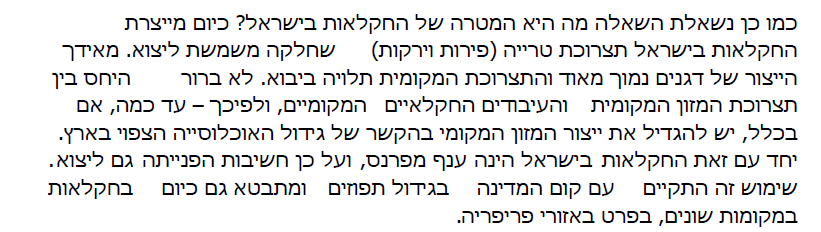 כמו כן נשאלת השאלה מה היא המטרה של החקלאות בישראל? כיום מייצרת
החקלאות בישראל תצרוכת טרייה (פירות וירקות) שחלקה משמשת ליצוא. מאידך
הייצור של דגנים נמוך מאוד והתצרוכת המקומית תלויה ביבוא. לא ברור היחס בין
תצרוכת המזון המקומית והעיבודים החקלאיים המקומיים, ולפיכך – עד כמה, אם
בכלל, יש להגדיל את ייצור המזון המקומי בהקשר של גידול האוכלוסייה הצפוי בארץ.
יחד עם זאת החקלאות בישראל הינה ענף מפרנס, ועל כן חשיבות הפנייתה גם ליצוא.
שימוש זה התקיים עם קום המדינה בגידול תפוזים ומתבטא גם כיום בחקלאות
במקומות שונים, בפרט באזורי פריפריה.